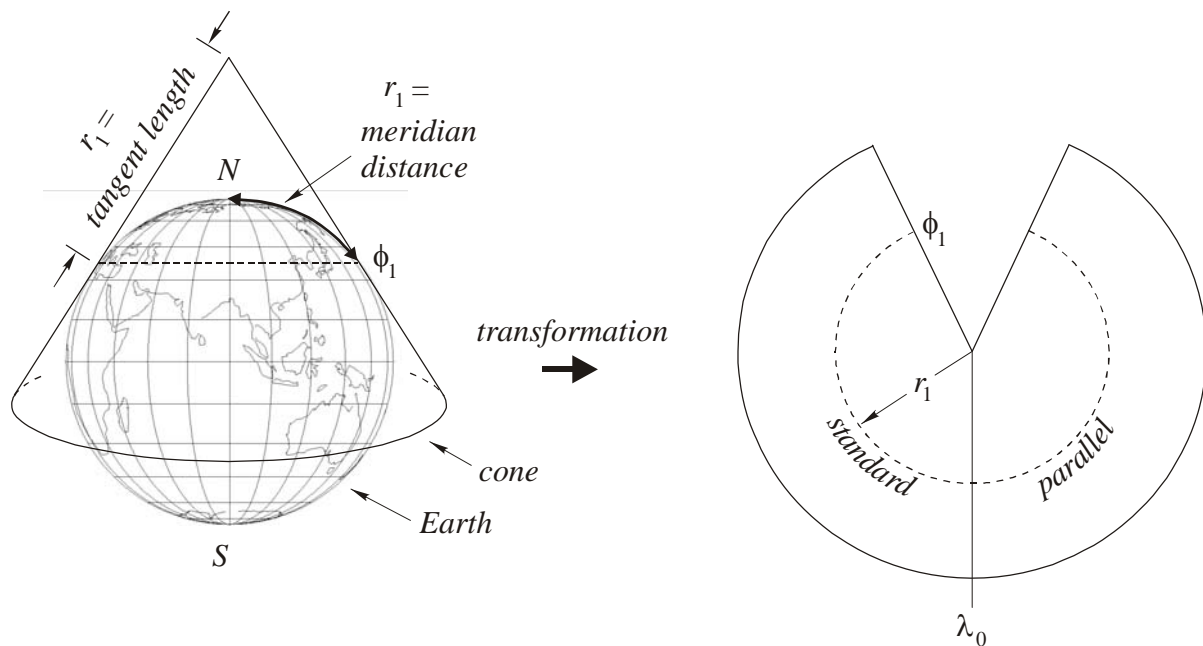 r₁ =
tangent length
r₁ =
meridian
distance
N
ϕ₁
S
cone
Earth
transformation
ϕ₁
r₁
standard
parallel
λ₀